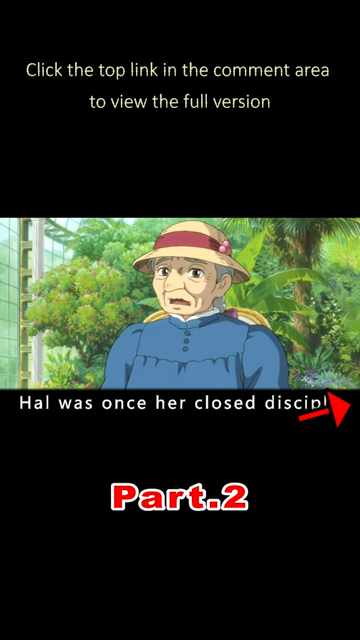 Click the top link in the comment area
to view the full version
Hal was once her closed
Part.2